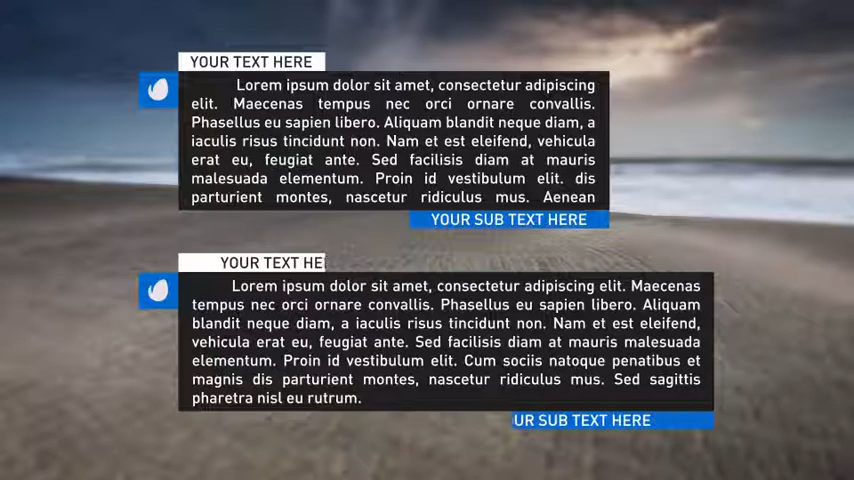 YOUR TEXT HERE
Lorem ipsum dolor sit amet, consectetur adipiscing
elit. Maecenas tempus nec orci ornare convallis.
Phasellus eu sapien libero. Aliquam blandit neque diam, a
iaculis risus tincidunt non. Nam et est eleifend, vehicula
erat eu, feugiat ante. Sed facilisis diam at mauris
malesuada elementum. Proin id vestibulum elit. dis
parturient montes, nascetur ridiculus mus. Aenean
YOUR SUB TEXT HERE
YOUR TEXT HE
Lorem ipsum dolor sit amet, consectetur adipiscing elit. Maecenas
tempus nec orci ornare convallis. Phasellus eu sapien libero. Aliquam
blandit neque diam, a iaculis risus tincidunt non. Nam et est eleifend,
vehicula erat eu, feugiat ante. Sed facilisis diam at mauris malesuada
elementum. Proin id vestibulum elit. Cum sociis natoque penatibus et
magnis dis parturient montes, nascetur ridiculus mus. Sed sagittis
pharetra nisl eu rutrum.
UR SUB TEXT HERE